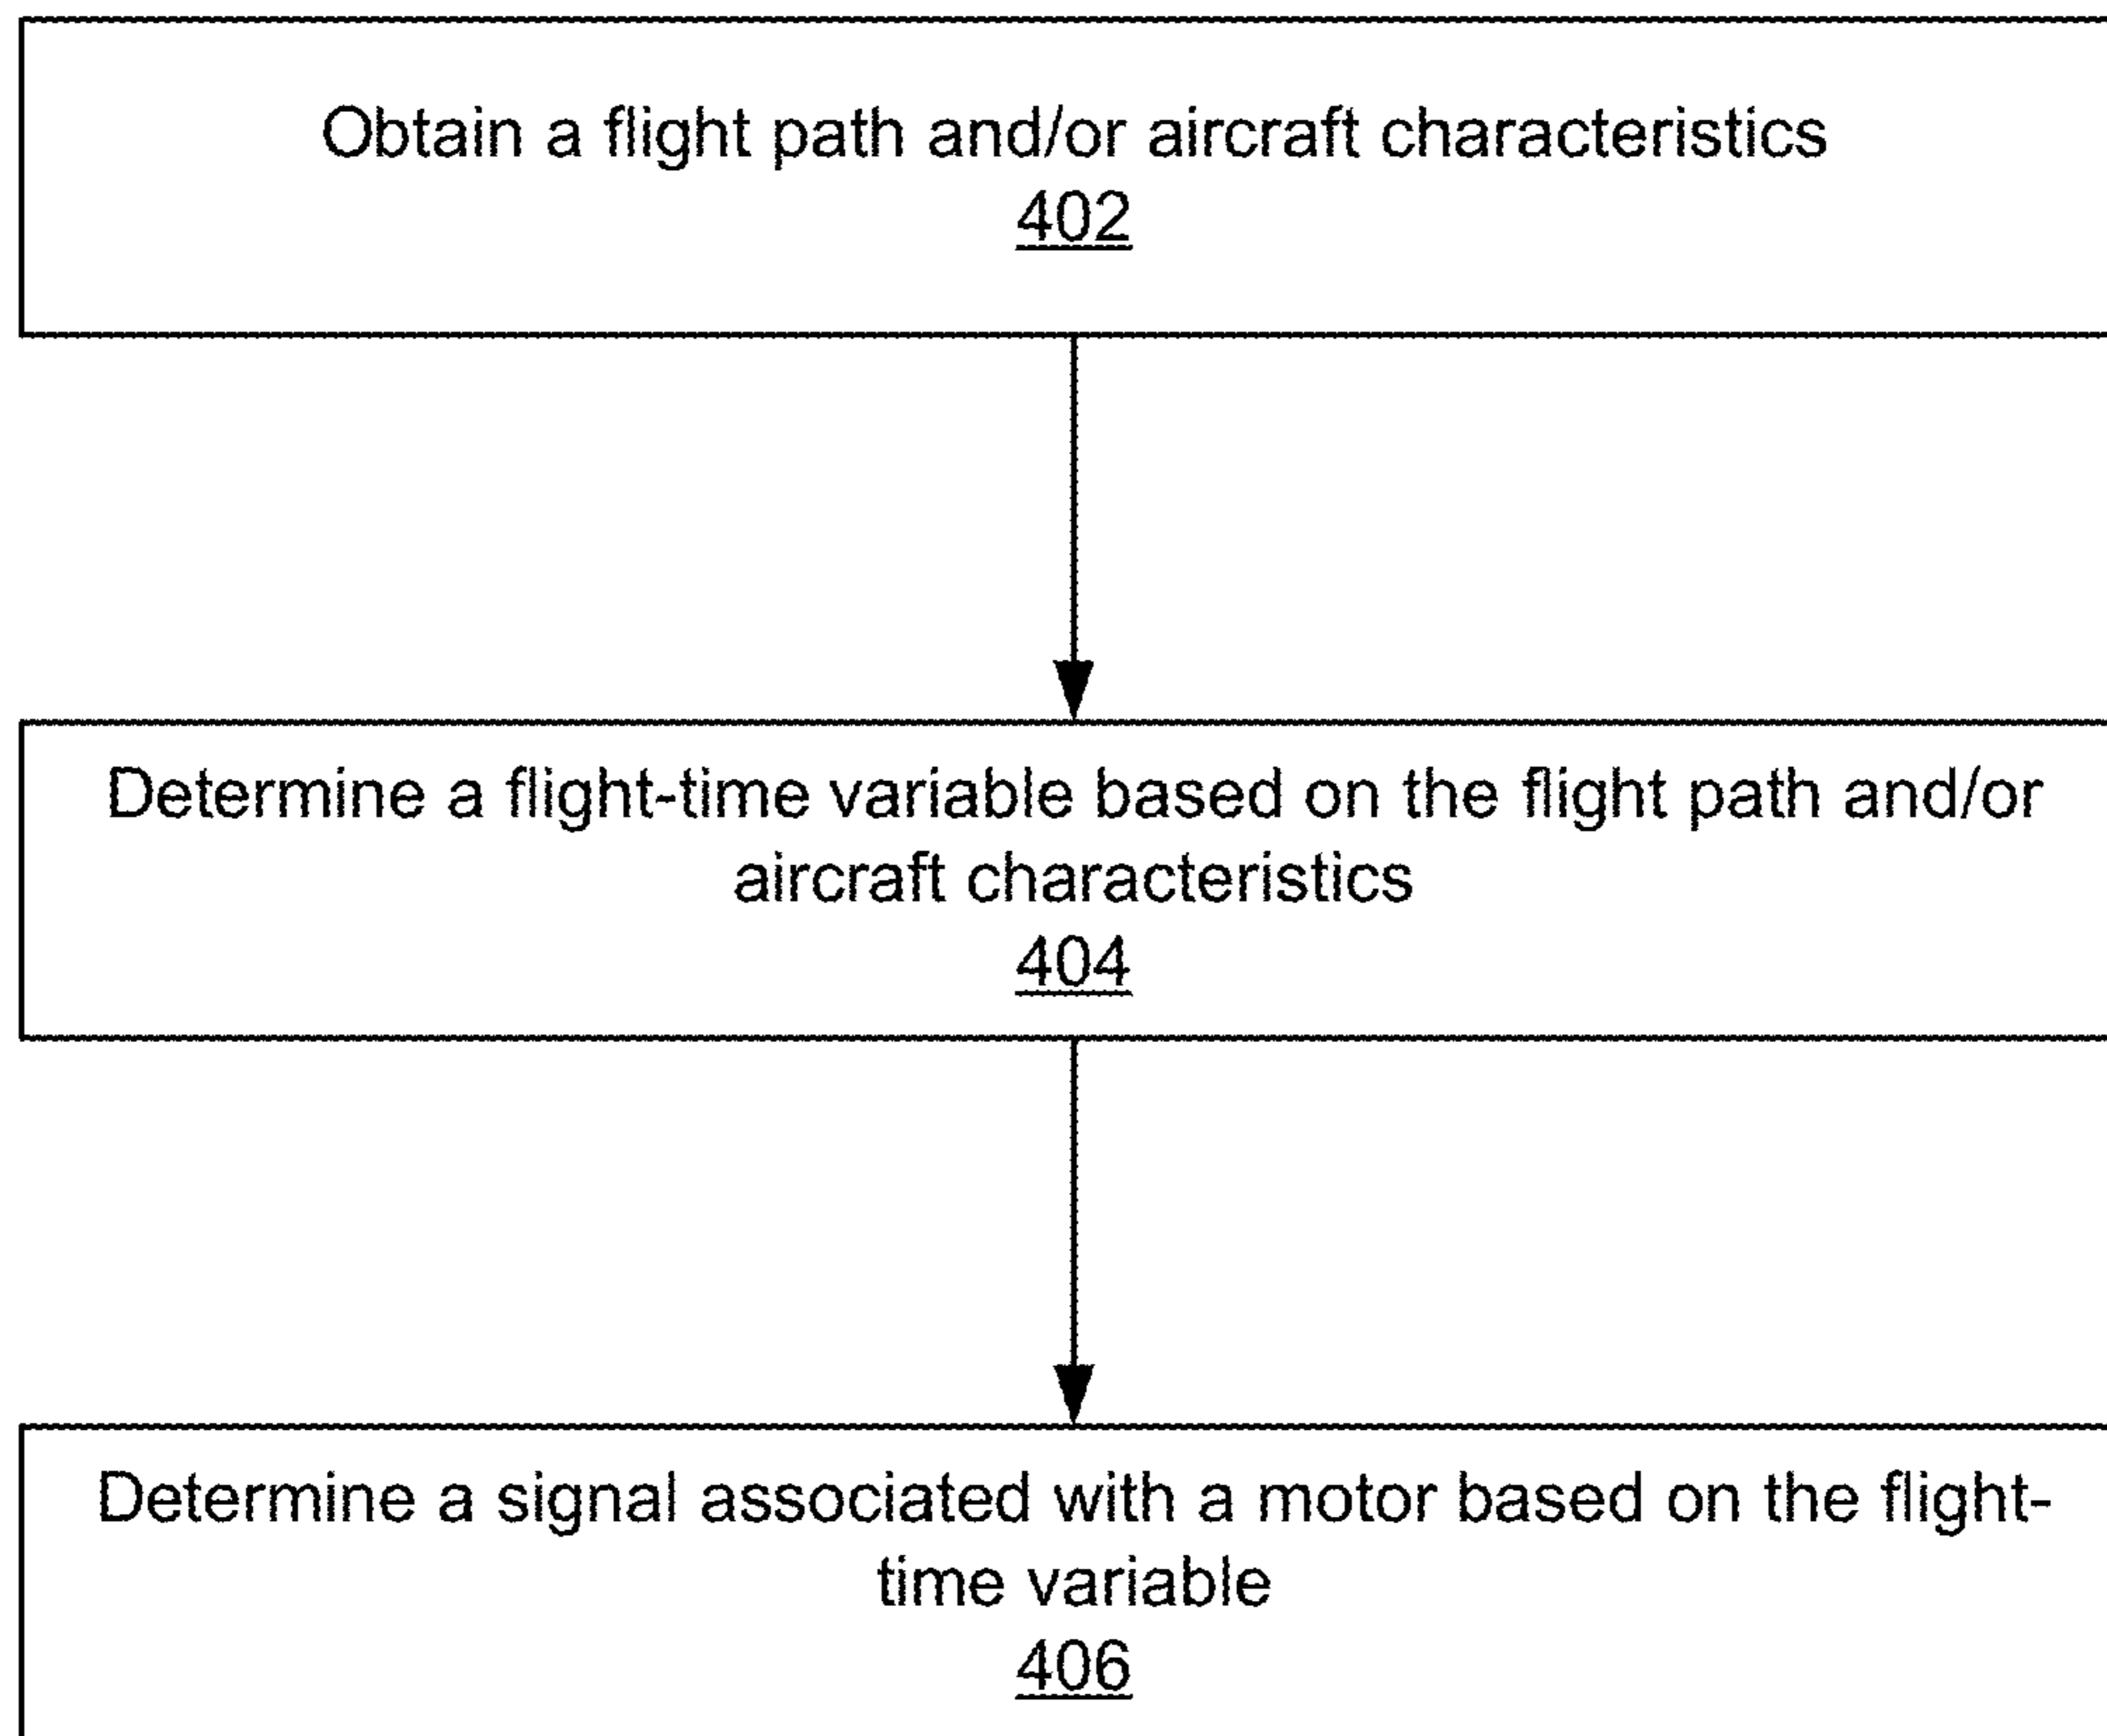 Obtain a flight path and/or aircraft characteristics
402
Determine a flight-time variable based on the flight path and/or
aircraft characteristics
404
Determine a signal associated with a motor based on the flight-
time variable
406